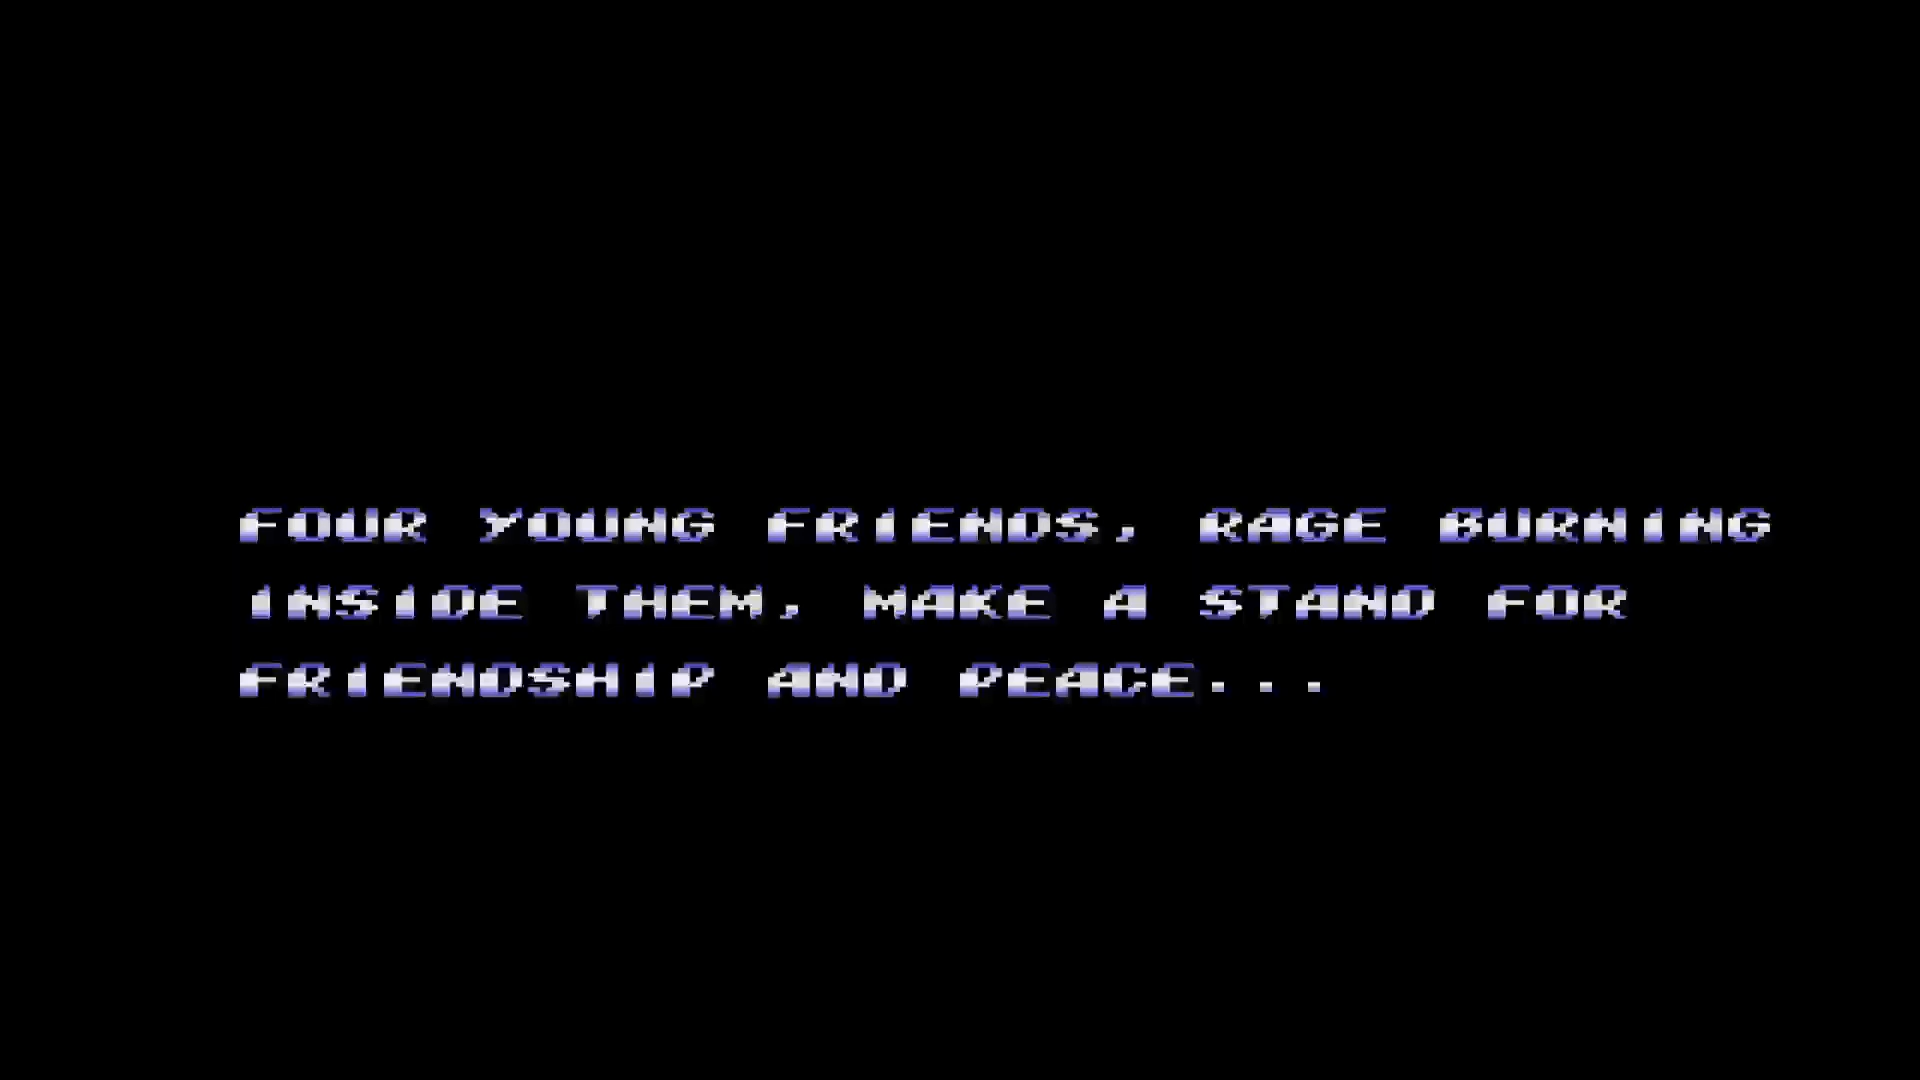 FOUR YOUNG FRIENDS, RAGE BURNING
INSIDE THEM, MAKE A STAND FOR
FRIENDSHIP AND PEACE...